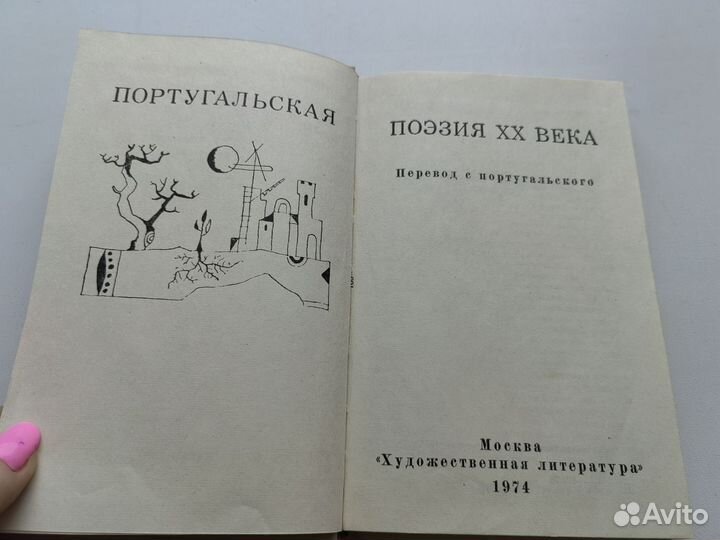 ПОРТУГАЛЬСКАЯ
ПОЭЗИЯ XX ВЕКА
Перевод с португальского
Москва
«Художественная литература»
1974
Avito